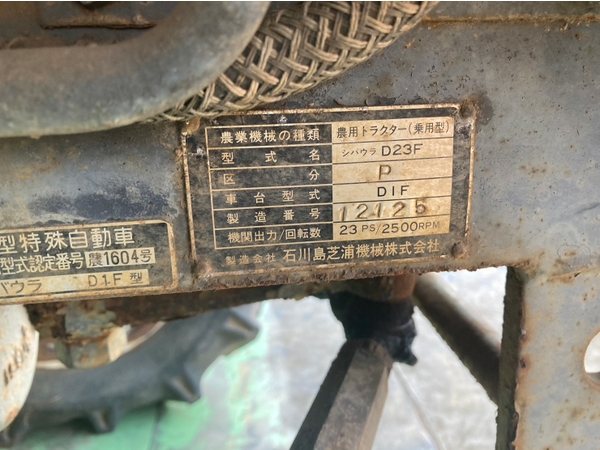 農業機械の種類 農用トラクター(乗用型)
型式名 シバウラ D23F
区分 P
車台型式 D1F
製造番号 12125
機関出力/回転数 23PS/2500RPM
製造会社 石川島芝浦機械株式会社
型特殊自動車
型式認定番号 農1604号
バウラ D1F型